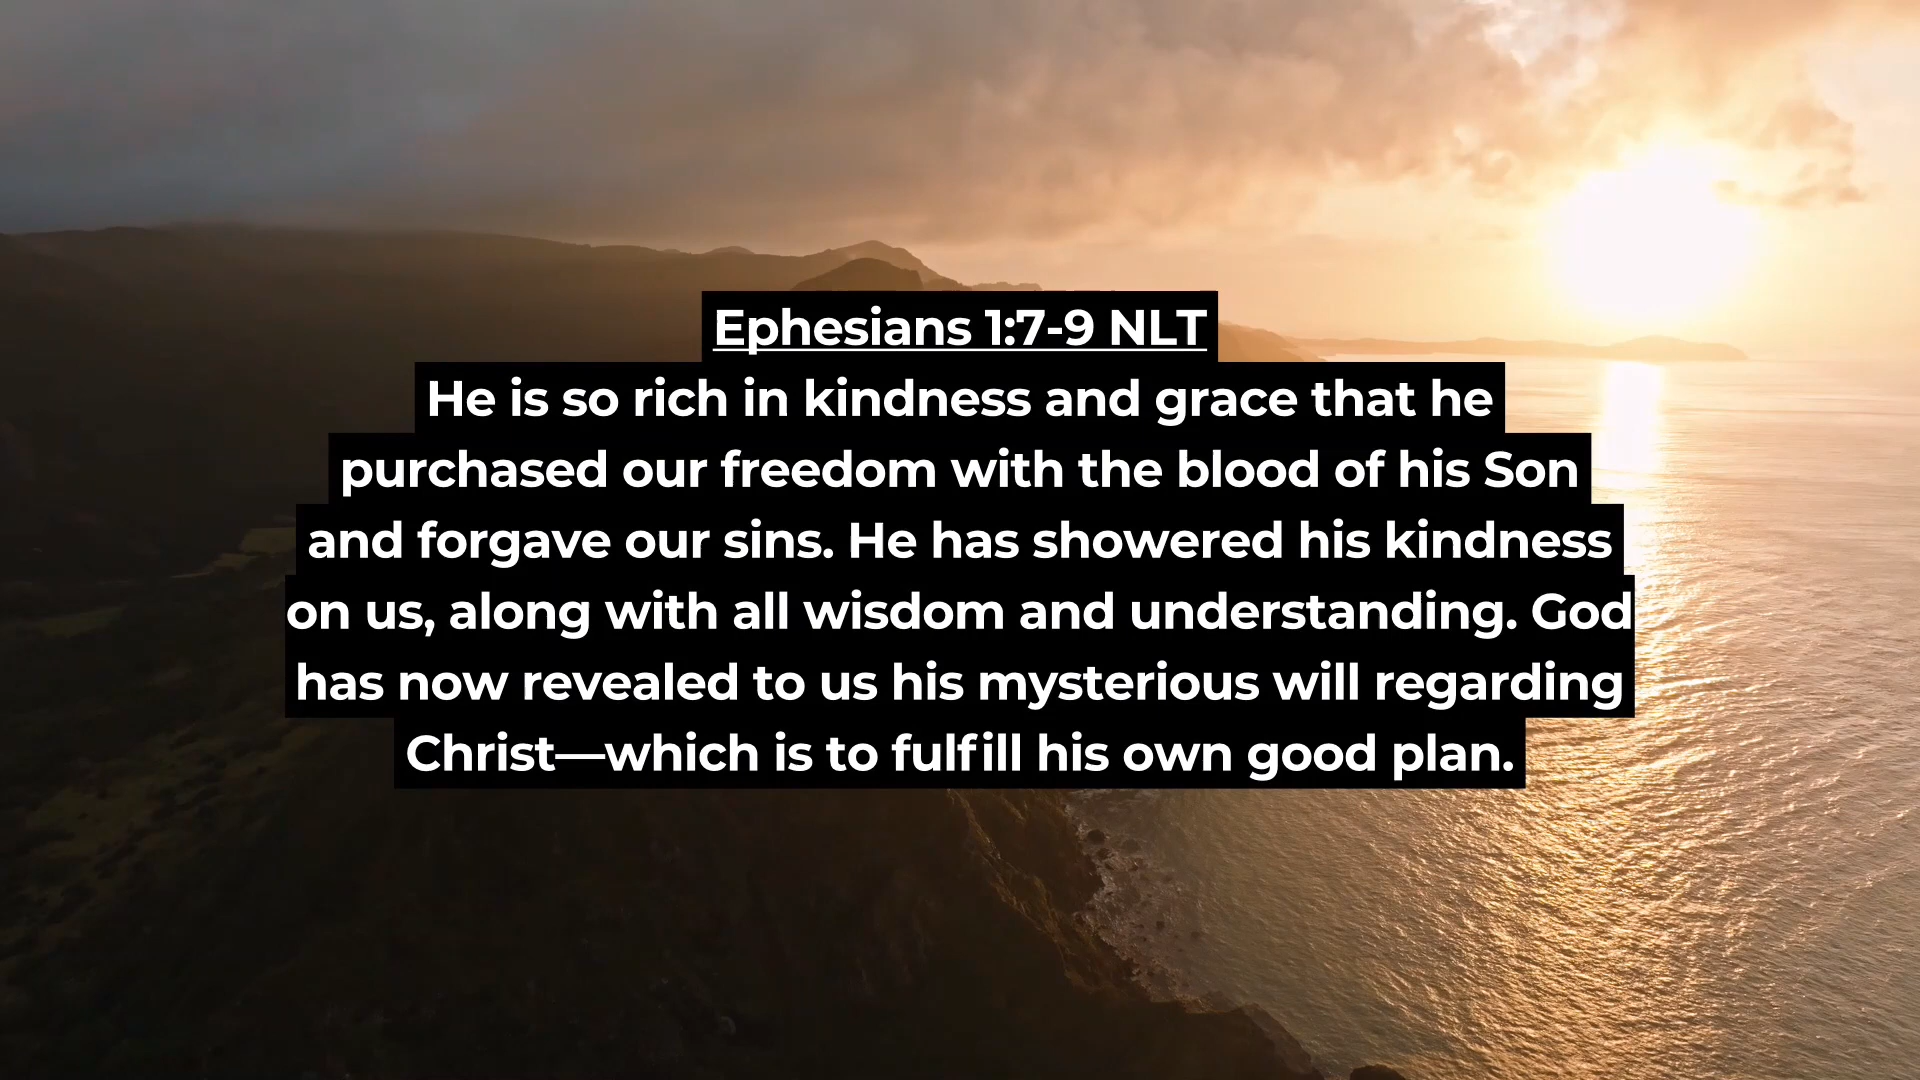 Ephesians 1:7-9 NLT
He is so rich in kindness and grace that he
purchased our freedom with the blood of his Son
and forgave our sins. He has showered his kindness
on us, along with all wisdom and understanding. God
has now revealed to us his mysterious will regarding
Christ—which is to fulfill his own good plan.